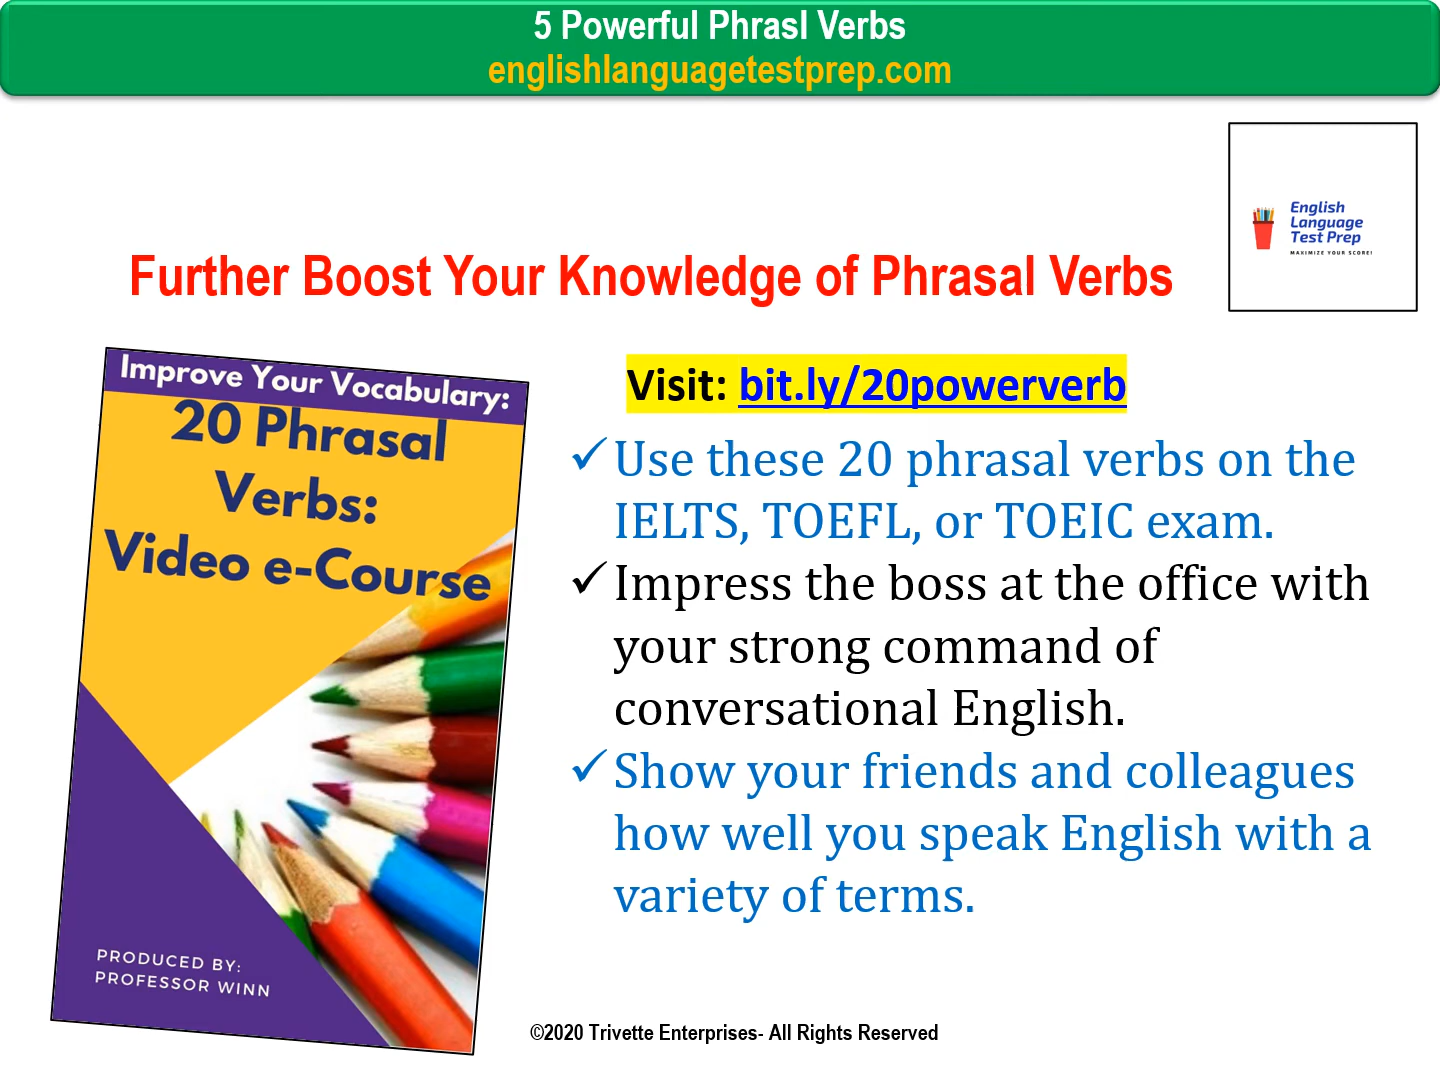 5 Powerful Phrasl Verbs
englishlanguagetestprep.com
English
Language
Test Prep
MAXIMIZE YOUR SCORE!
Further Boost Your Knowledge of Phrasal Verbs
Improve Your Vocabulary:
20 Phrasal
Verbs:
Video e-Course
PRODUCED BY:
PROFESSOR WINN
Visit: bit.ly/20powerverb
✓Use these 20 phrasal verbs on the
IELTS, TOEFL, or TOEIC exam.
✓Impress the boss at the office with
your strong command of
conversational English.
✓Show your friends and colleagues
how well you speak English with a
variety of terms.
©2020 Trivette Enterprises- All Rights Reserved